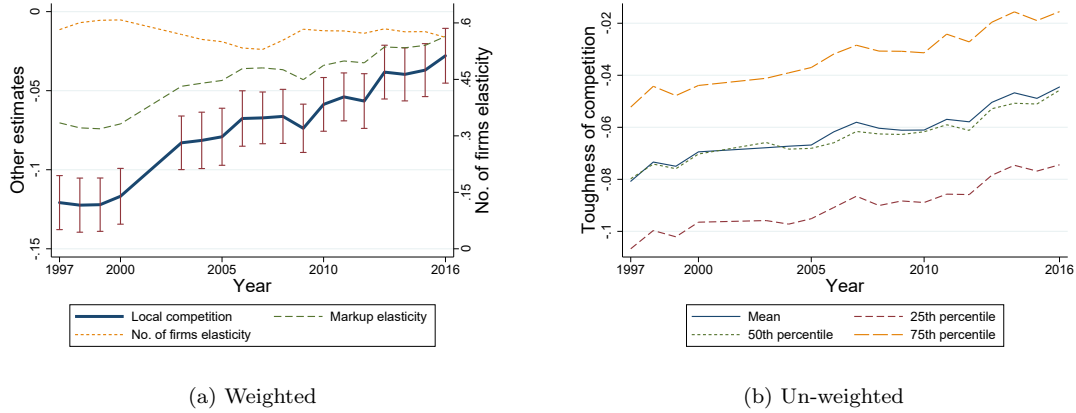 Other estimates
0
-.05
-.1
-.15
No. of firms elasticity
.6
.45
.3
.15
0
1997
2000
2005
2010
2016
Year
Local competition
Markup elasticity
No. of firms elasticity
(a) Weighted
Toughness of competition
-.02
-.04
-.06
-.08
-.1
1997
2000
2005
2010
2016
Year
Mean
25th percentile
50th percentile
75th percentile
(b) Un-weighted